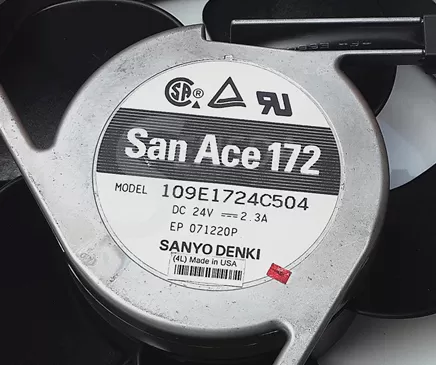 San Ace 172
MODEL 109E1724C504
DC 24V ⎓ 2.3A
EP 071220P
SANYO DENKI
(4L) Made in USA